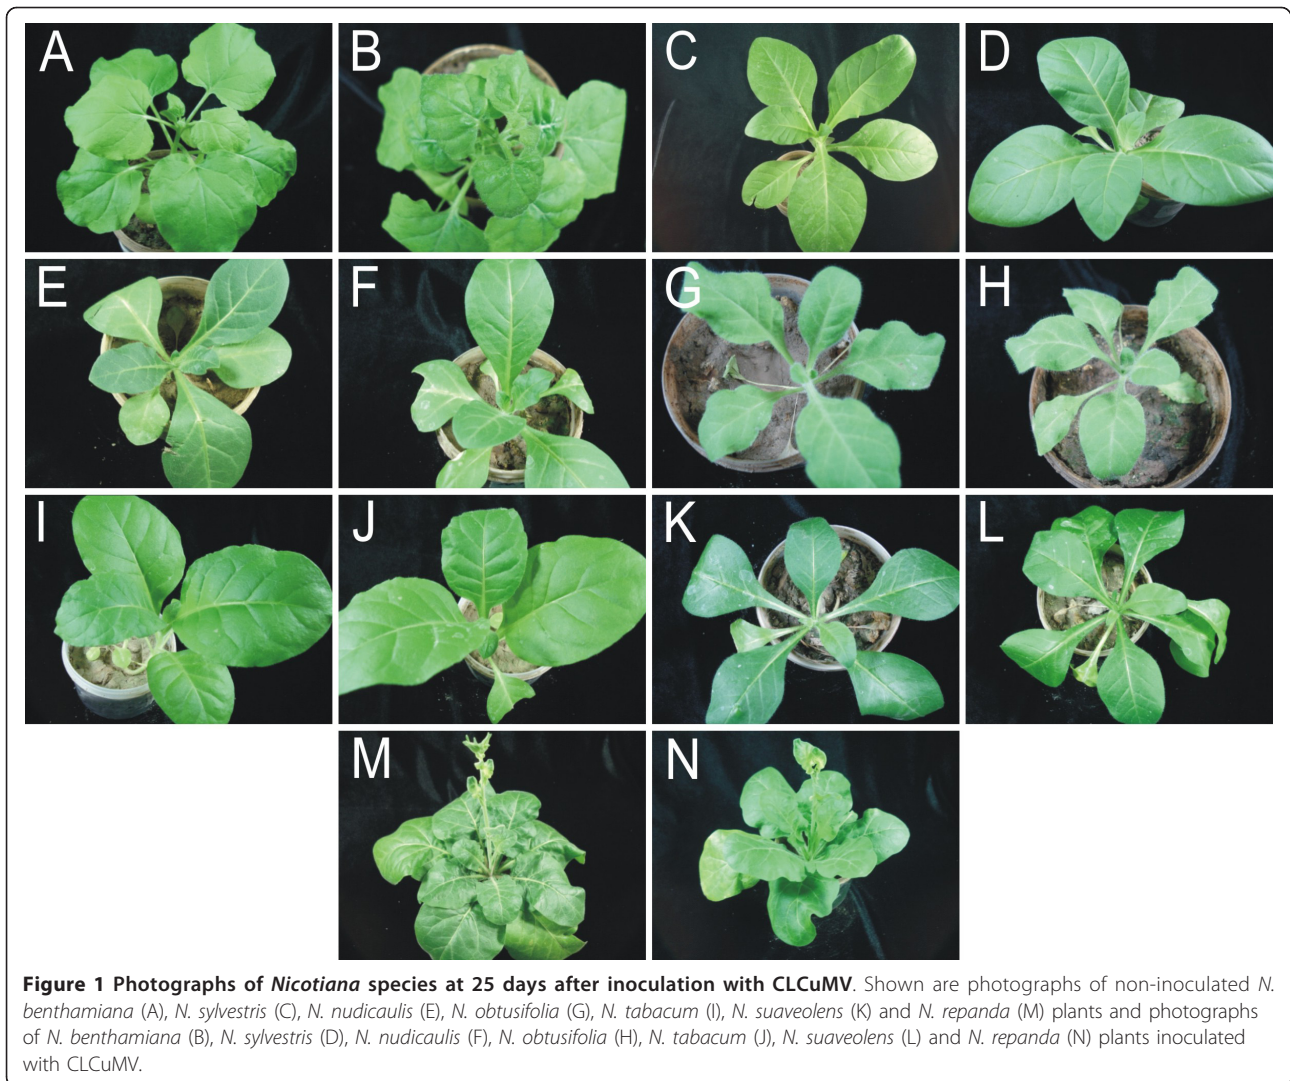 A
B
C
D
E
F
G
H
I
J
K
L
M
N
Figure 1 Photographs of Nicotiana species at 25 days after inoculation with CLCuMV. Shown are photographs of non-inoculated N.
benthamiana (A), N. sylvestris (C), N. nudicaulis (E), N. obtusifolia (G), N. tabacum (I), N. suaveolens (K) and N. repanda (M) plants and photographs
of N. benthamiana (B), N. sylvestris (D), N. nudicaulis (F), N. obtusifolia (H), N. tabacum (J), N. suaveolens (L) and N. repanda (N) plants inoculated
with CLCuMV.